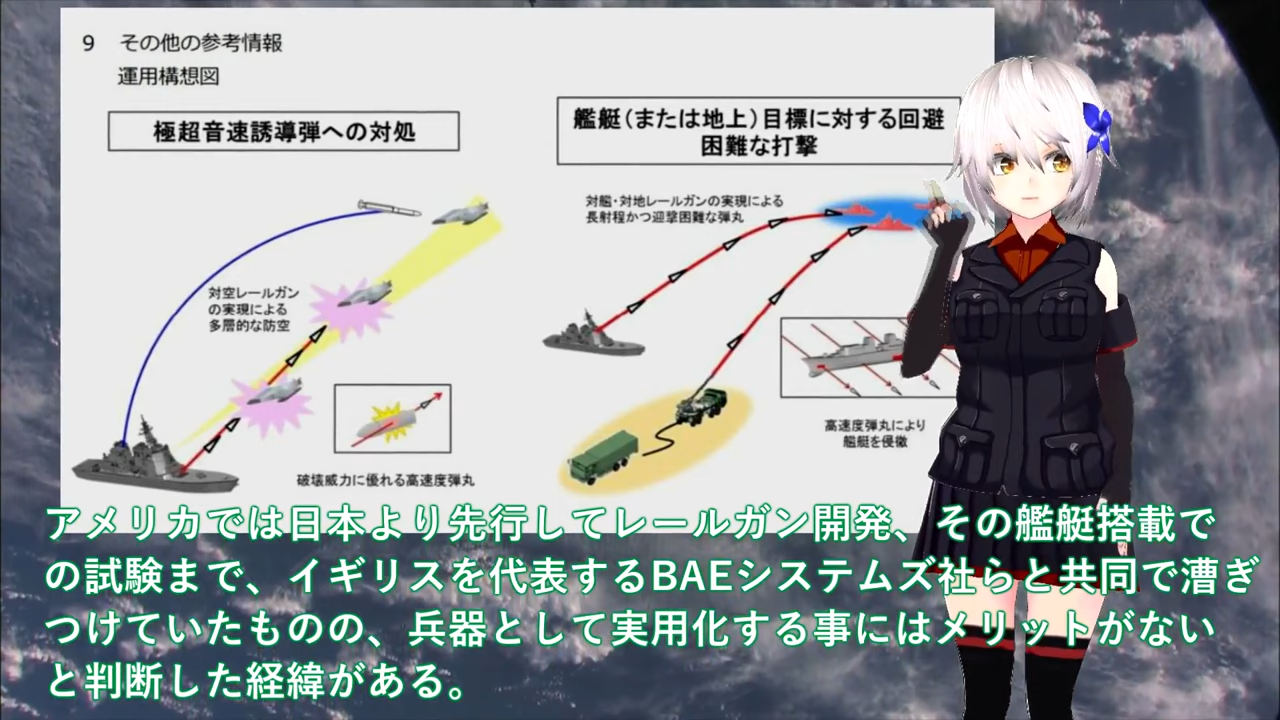 9 その他の参考情報
運用構想図
極超音速誘導弾への対処
対空レールガン
の実現による
多層的な防空
破壊威力に優れる高速度弾丸
艦艇(または地上)目標に対する回避
困難な打撃
対艦・対地レールガンの実現による
長射程かつ迎撃困難な弾丸
高速度弾丸により
艦艇を侵徹
アメリカでは日本より先行してレールガン開発、その艦艇搭載で
の試験まで、イギリスを代表するBAEシステムズ社らと共同で漕ぎ
つけていたものの、兵器として実用化する事にはメリットがない
と判断した経緯がある。